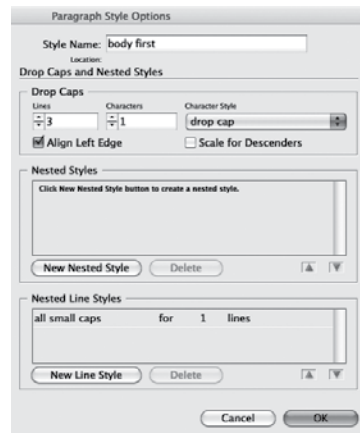 Paragraph Style Options
Style Name: body first
Location:
Drop Caps and Nested Styles
Drop Caps
Lines Characters Character Style
3 1 drop cap
Align Left Edge Scale for Descenders
Nested Styles
Click New Nested Style button to create a nested style.
New Nested Style Delete
Nested Line Styles
all small caps for 1 lines
New Line Style Delete
Cancel OK